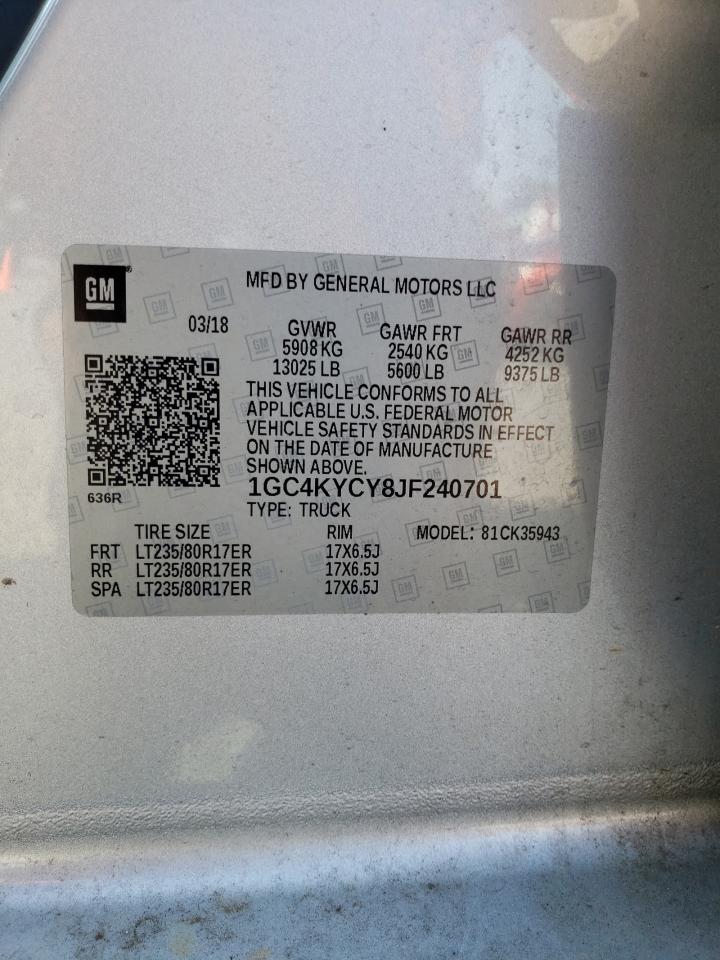 GM
MFD BY GENERAL MOTORS LLC
03/18
GVWR GAWR FRT GAWR RR
5908 KG 2540 KG 4252 KG
13025 LB 5600 LB 9375 LB
THIS VEHICLE CONFORMS TO ALL
APPLICABLE U.S. FEDERAL MOTOR
VEHICLE SAFETY STANDARDS IN EFFECT
ON THE DATE OF MANUFACTURE
SHOWN ABOVE.
636R
1GC4KYCY8JF240701
TYPE: TRUCK
TIRE SIZE RIM MODEL: 81CK35943
FRT LT235/80R17ER 17X6.5J
RR LT235/80R17ER 17X6.5J
SPA LT235/80R17ER 17X6.5J